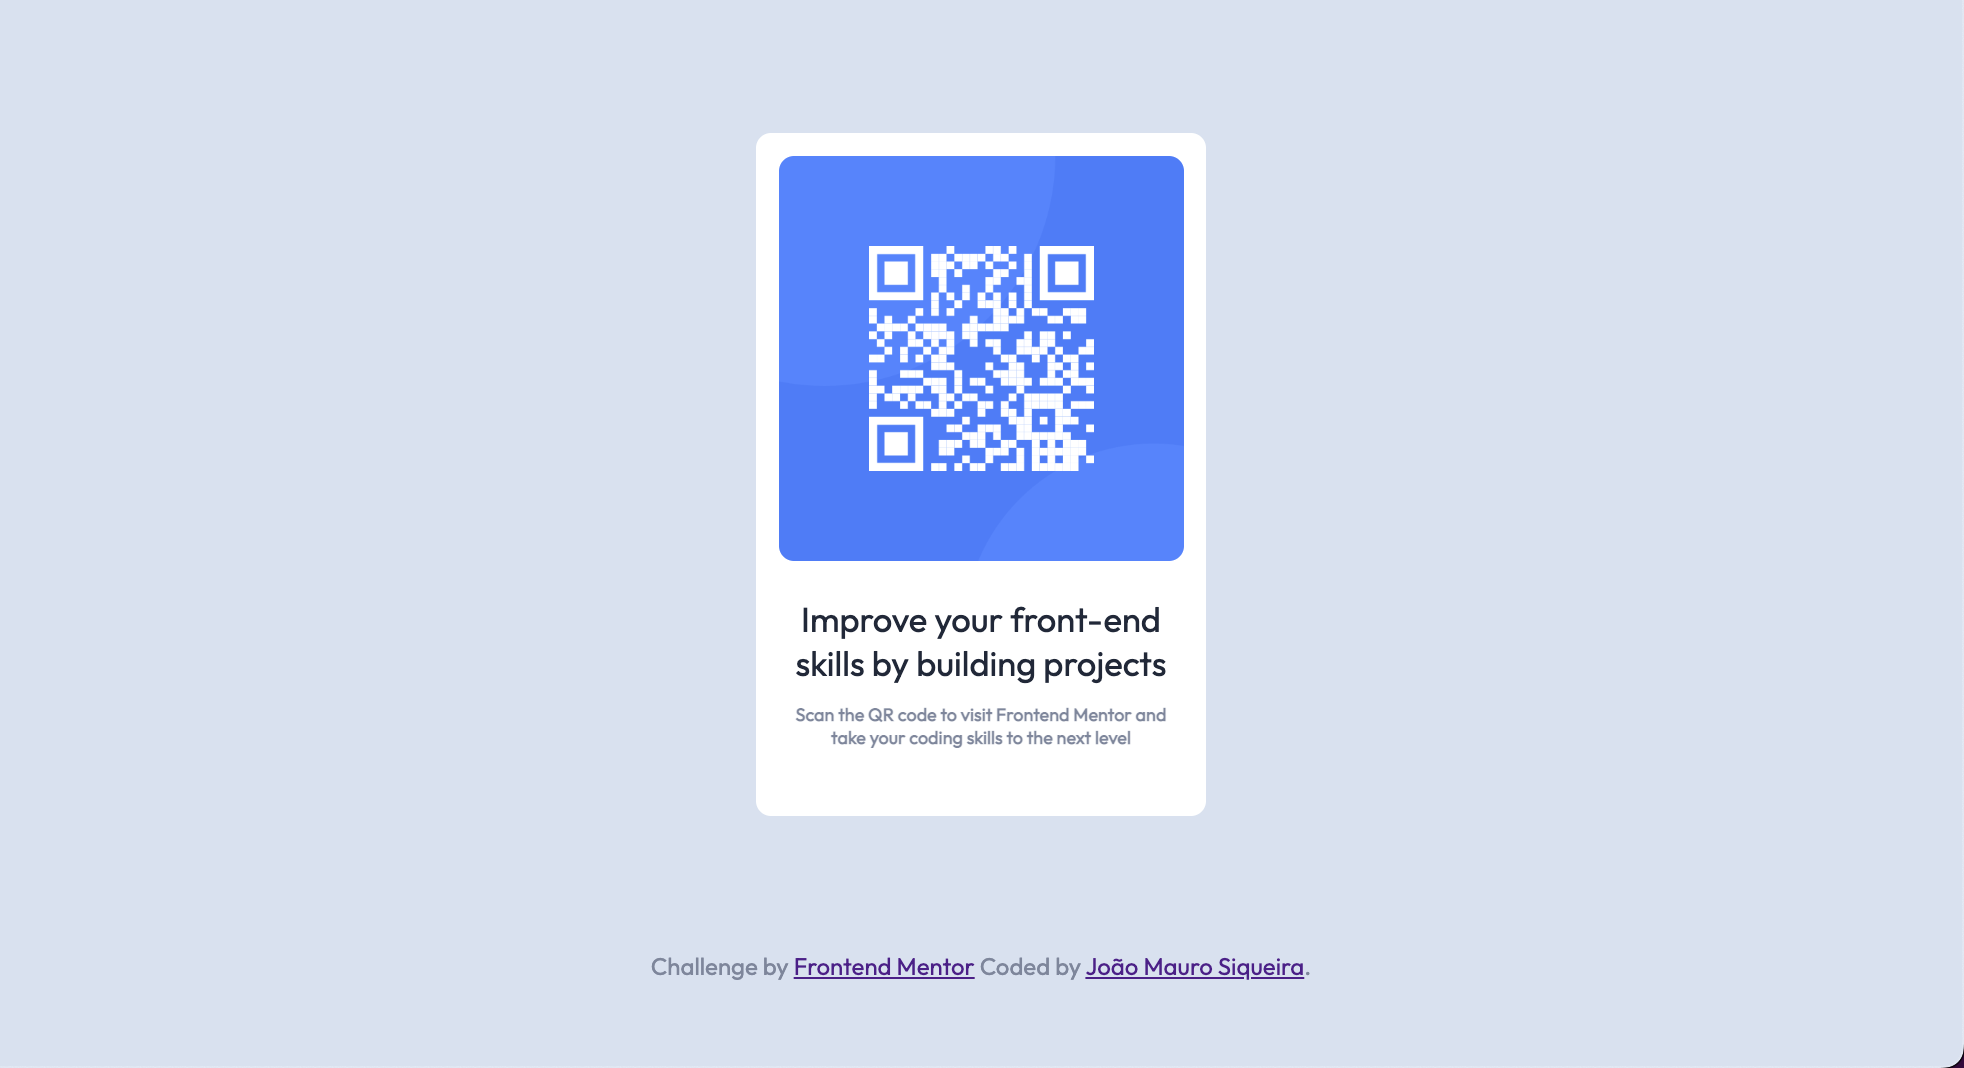 Improve your front-end
skills by building projects
Scan the QR code to visit Frontend Mentor and
take your coding skills to the next level
Challenge by Frontend Mentor Coded by João Mauro Siqueira.